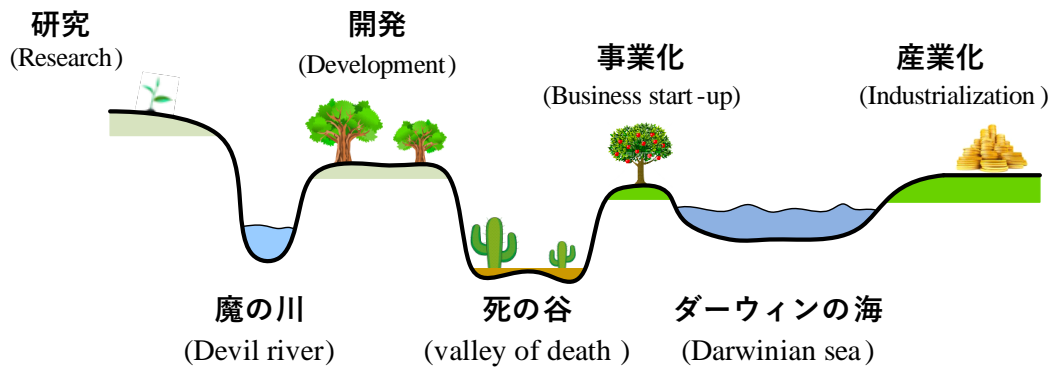 研究
(Research)
開発
(Development)
事業化
(Business start-up)
産業化
(Industrialization)
魔の川
(Devil river)
死の谷
(valley of death )
ダーウィンの海
(Darwinian sea)